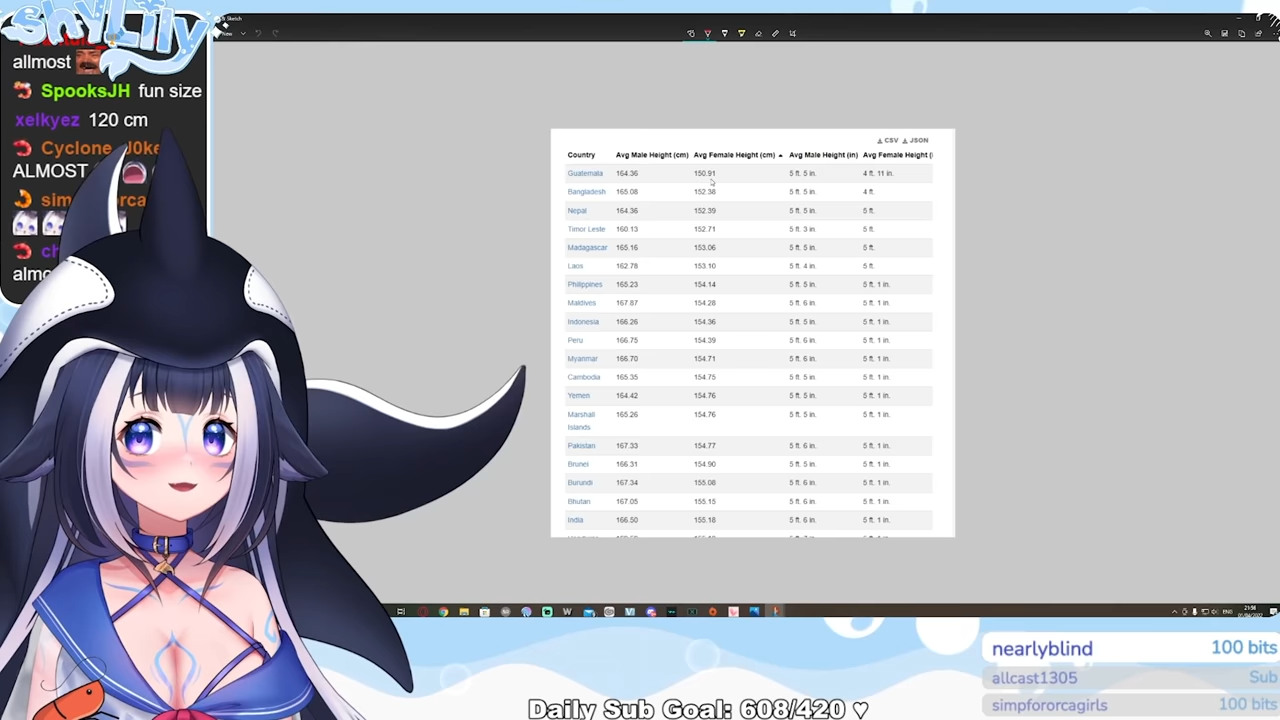 shyLily
allmost
SpooksJH fun size
xelkyez 120 cm
Cyclone_J0ke
ALMOST
sim orca
almo
Sketch
New
CSV JSON
Country Avg Male Height (cm) Avg Female Height (cm) Avg Male Height (in) Avg Female Height (i
Guatemala 164.36 150.91 5 ft. 5 in. 4 ft. 11 in.
Bangladesh 165.08 152.38 5 ft. 5 in. 4 ft.
Nepal 164.36 152.39 5 ft. 5 in. 5 ft.
Timor Leste 160.13 152.71 5 ft. 3 in. 5 ft.
Madagascar 165.16 153.06 5 ft. 5 in. 5 ft.
Laos 162.78 153.10 5 ft. 4 in. 5 ft.
Philippines 165.23 154.14 5 ft. 5 in. 5 ft. 1 in.
Maldives 167.87 154.28 5 ft. 6 in. 5 ft. 1 in.
Indonesia 166.26 154.36 5 ft. 5 in. 5 ft. 1 in.
Peru 166.75 154.39 5 ft. 6 in. 5 ft. 1 in.
Myanmar 166.70 154.71 5 ft. 6 in. 5 ft. 1 in.
Cambodia 165.35 154.75 5 ft. 5 in. 5 ft. 1 in.
Yemen 164.42 154.76 5 ft. 5 in. 5 ft. 1 in.
Marshall 165.26 154.76 5 ft. 5 in. 5 ft. 1 in.
Islands
Pakistan 167.33 154.77 5 ft. 6 in. 5 ft. 1 in.
Brunei 166.31 154.90 5 ft. 5 in. 5 ft. 1 in.
Burundi 167.34 155.08 5 ft. 6 in. 5 ft. 1 in.
Bhutan 167.05 155.15 5 ft. 6 in. 5 ft. 1 in.
India 166.50 155.18 5 ft. 6 in. 5 ft. 1 in.
ENG
21:56
01/04/2022
nearlyblind 100 bits
allcast1305 Sub
simpfororcagirls 100 bits
Daily Sub Goal: 608/420 ♥